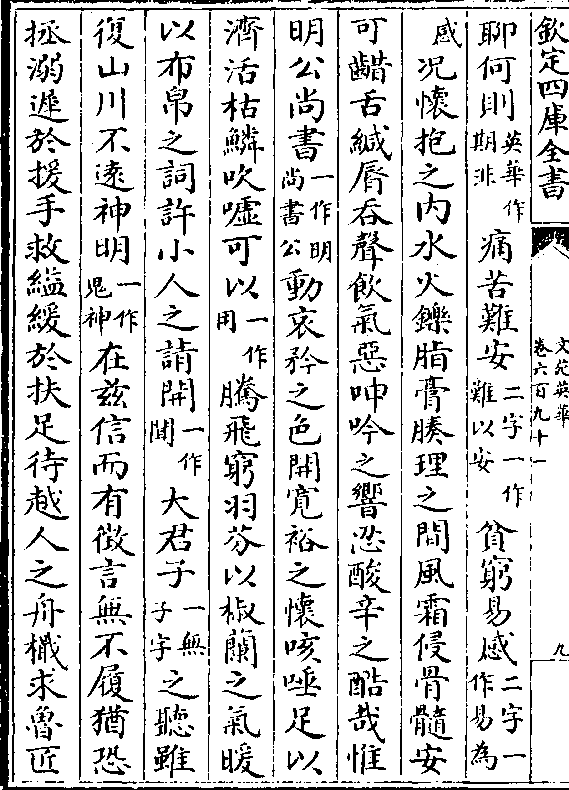 欽定四庫全書
文苑英華
卷六百九十一
九
聊何則英華作期非痛苦難安二字一作難以安貧窮易感二字一作易為
感况懷抱之内水火鑠脂膏腠理之間風霜侵骨髓安
可齰舌緘脣吞聲飲氣惡呻吟之響忍酸辛之酷哉惟
明公尚書一作明尚書公動哀矜之色開寛裕之懷咳唾足以
濟活枯鱗吹噓可以一作用騰飛窮羽芬以椒蘭之氣暖
以布帛之詞許小人之請開一作聞大君子一無子字之聽雖
復山川不遠神明一作鬼神在兹信而有徴言無不履猶恐
拯溺遲於援手救縊緩於扶足待越人之舟檝求魯匠